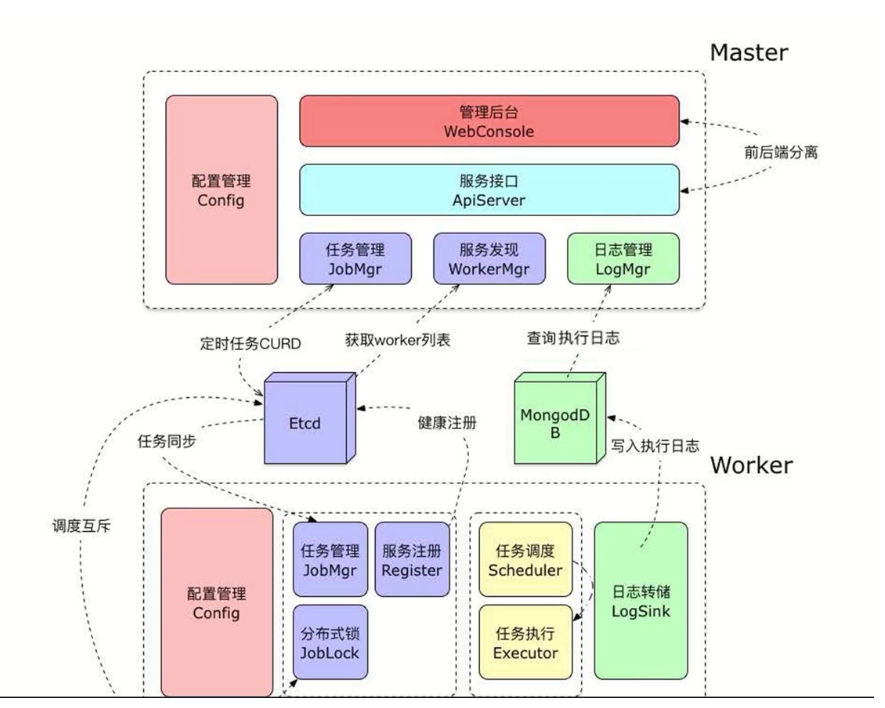 Master
管理后台
WebConsole
前后端分离
配置管理
Config
服务接口
ApiServer
任务管理
JobMgr
服务发现
WorkerMgr
日志管理
LogMgr
定时任务CURD
获取worker列表
查询执行日志
Etcd
MongodD
B
健康注册
任务同步
写入执行日志
Worker
调度互斥
配置管理
Config
任务管理
JobMgr
服务注册
Register
分布式锁
JobLock
任务调度
Scheduler
任务执行
Executor
日志转储
LogSink